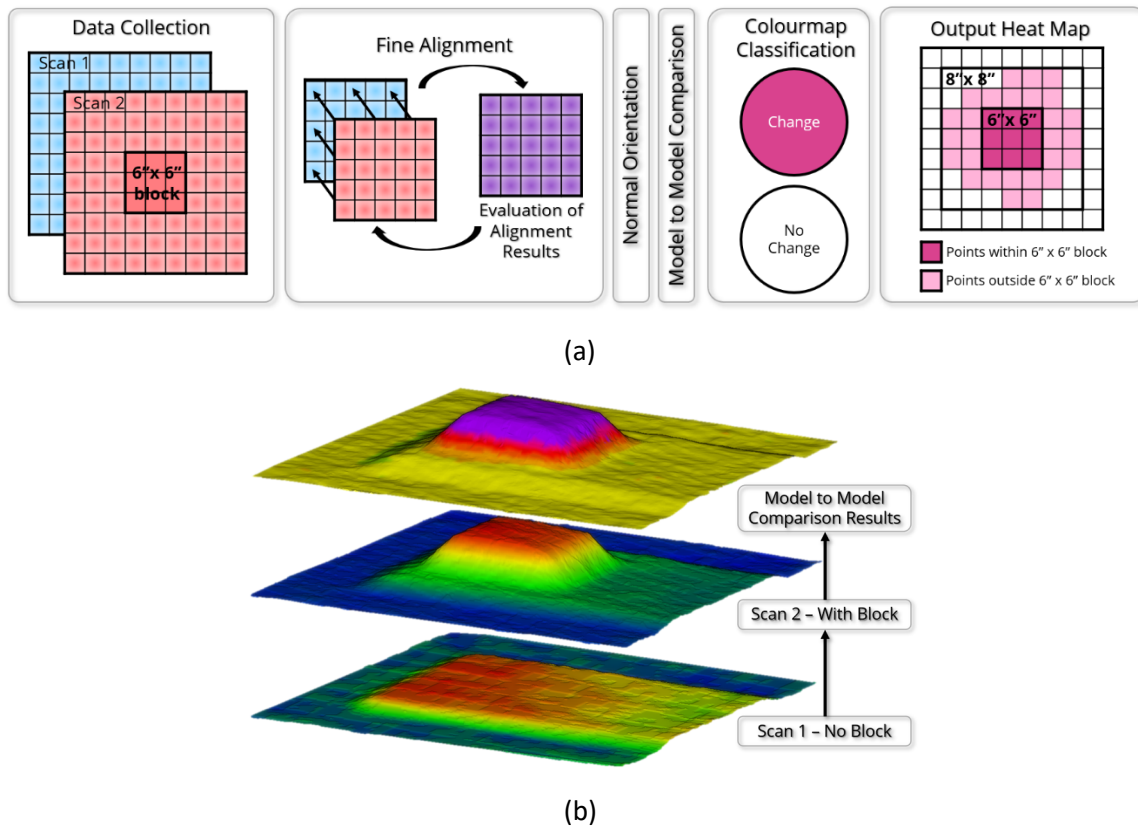 Data Collection
Scan 1
Scan 2
6”x 6”
block
Fine Alignment
Evaluation of
Alignment
Results
Normal Orientation
Model to Model Comparison
Colourmap
Classification
Change
No
Change
Output Heat Map
8”x 8”
6”x 6”
Points within 6” x 6” block
Points outside 6” x 6” block
(a)
Model to Model
Comparison Results
Scan 2 – With Block
Scan 1 – No Block
(b)